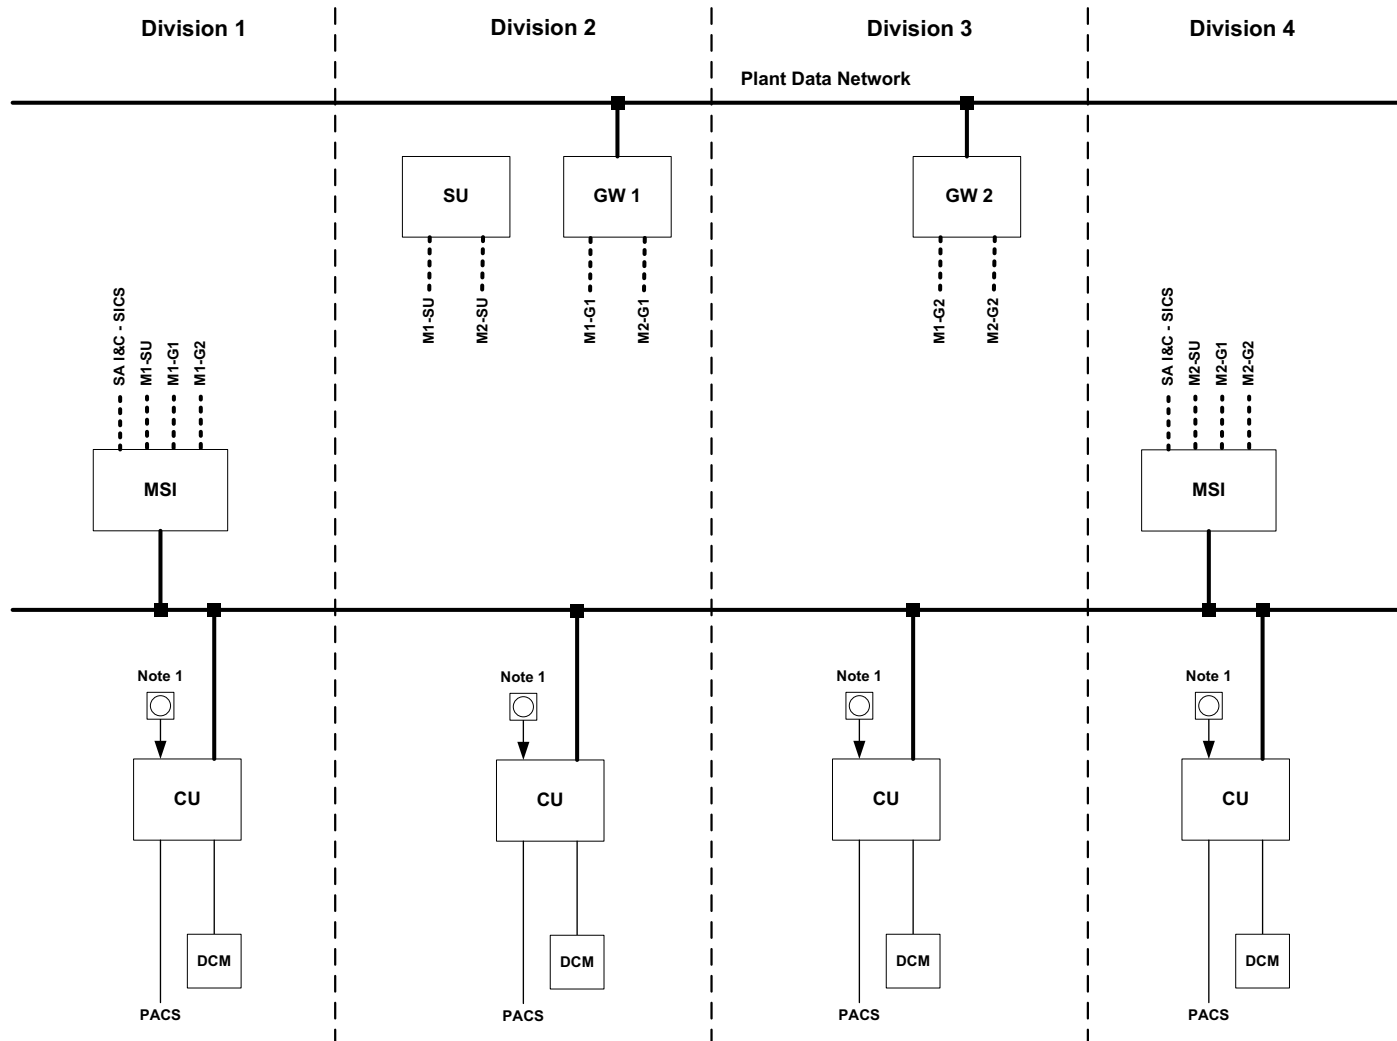 Division 1
Division 2
Division 3
Division 4
Plant Data Network
SU
GW 1
GW 2
M1-SU
M2-SU
M1-G1
M2-G1
M1-G2
M2-G2
SA I&C - SICS
M1-SU
M1-G1
M1-G2
SA I&C - SICS
M2-SU
M2-G1
M2-G2
MSI
MSI
Note 1
Note 1
Note 1
Note 1
CU
CU
CU
CU
DCM
DCM
DCM
DCM
PACS
PACS
PACS
PACS